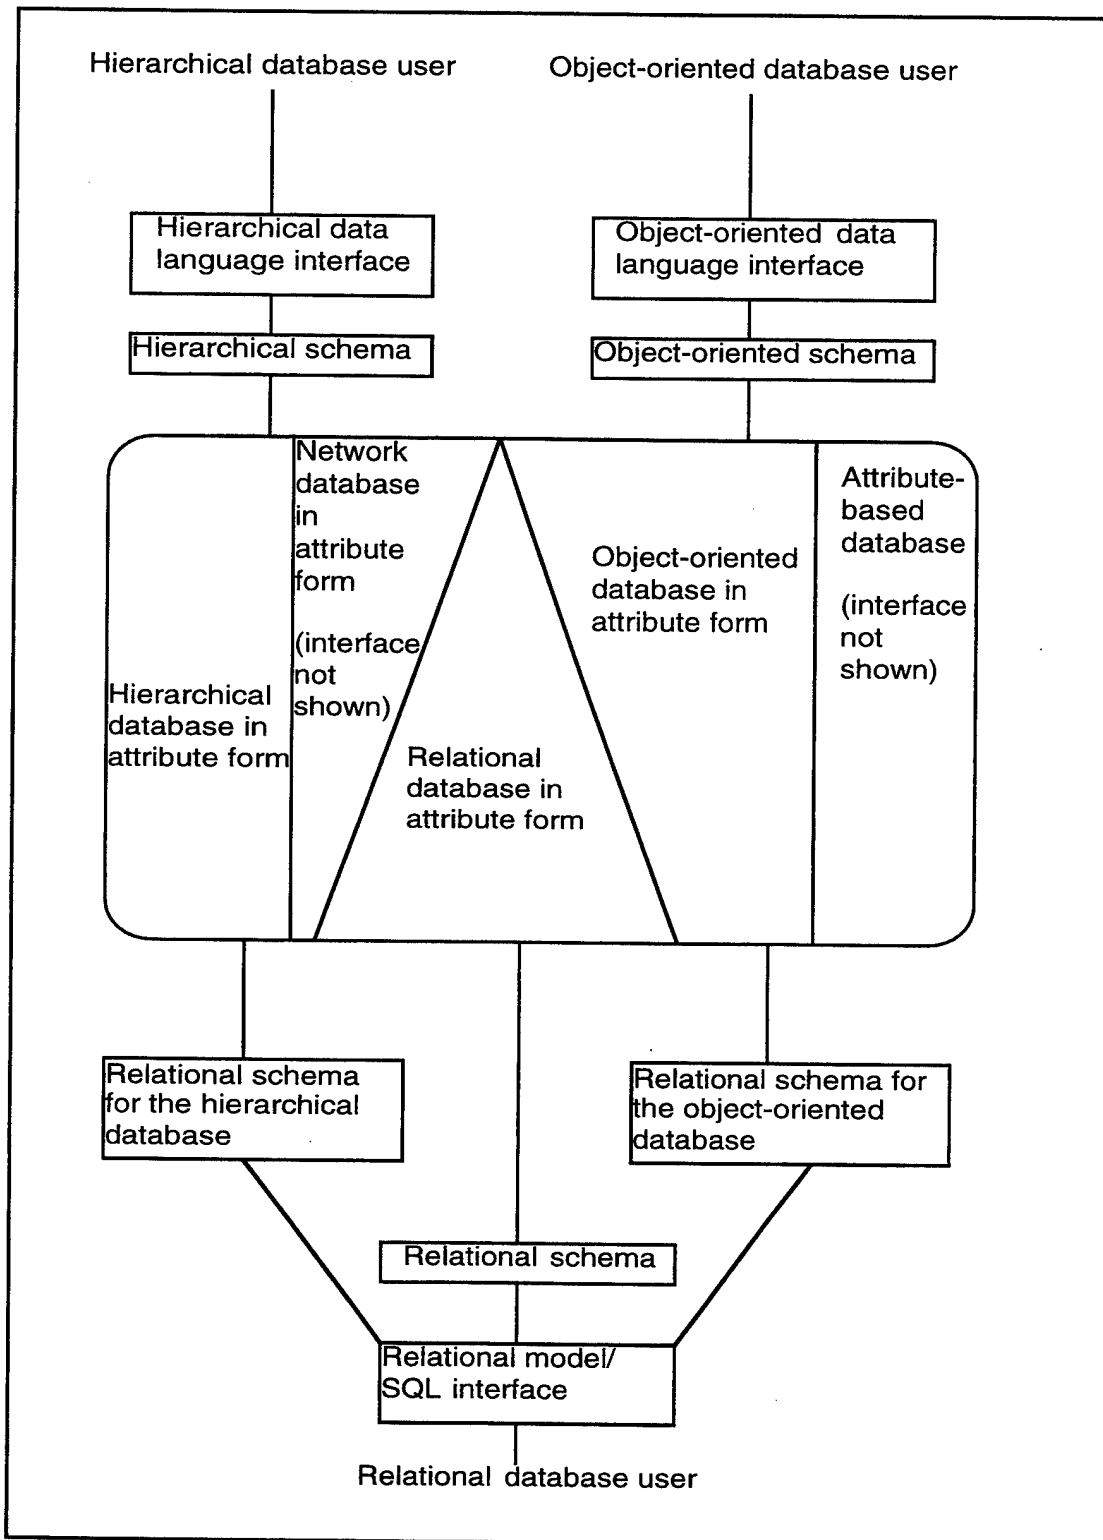 Hierarchical database user
Object-oriented database user
Hierarchical data
language interface
Object-oriented data
language interface
Hierarchical schema
Object-oriented schema
Network
database
in
attribute
form
(interface
not
shown)
Attribute-
based
database
(interface
not
shown)
Object-oriented
database in
attribute form
Hierarchical
database in
attribute form
Relational
database in
attribute form
Relational schema
for the hierarchical
database
Relational schema for
the object-oriented
database
Relational schema
Relational model/
SQL interface
Relational database user